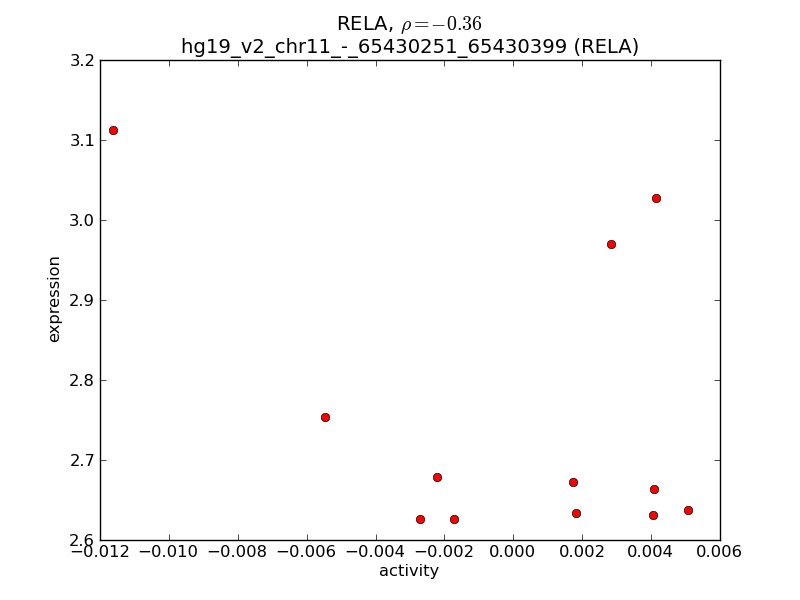 RELA, ρ=−0.36
hg19_v2_chr11_-_65430251_65430399 (RELA)
3.2
3.1
3.0
2.9
2.8
2.7
2.6
expression
−0.012 −0.010 −0.008 −0.006 −0.004 −0.002 0.000 0.002 0.004 0.006
activity